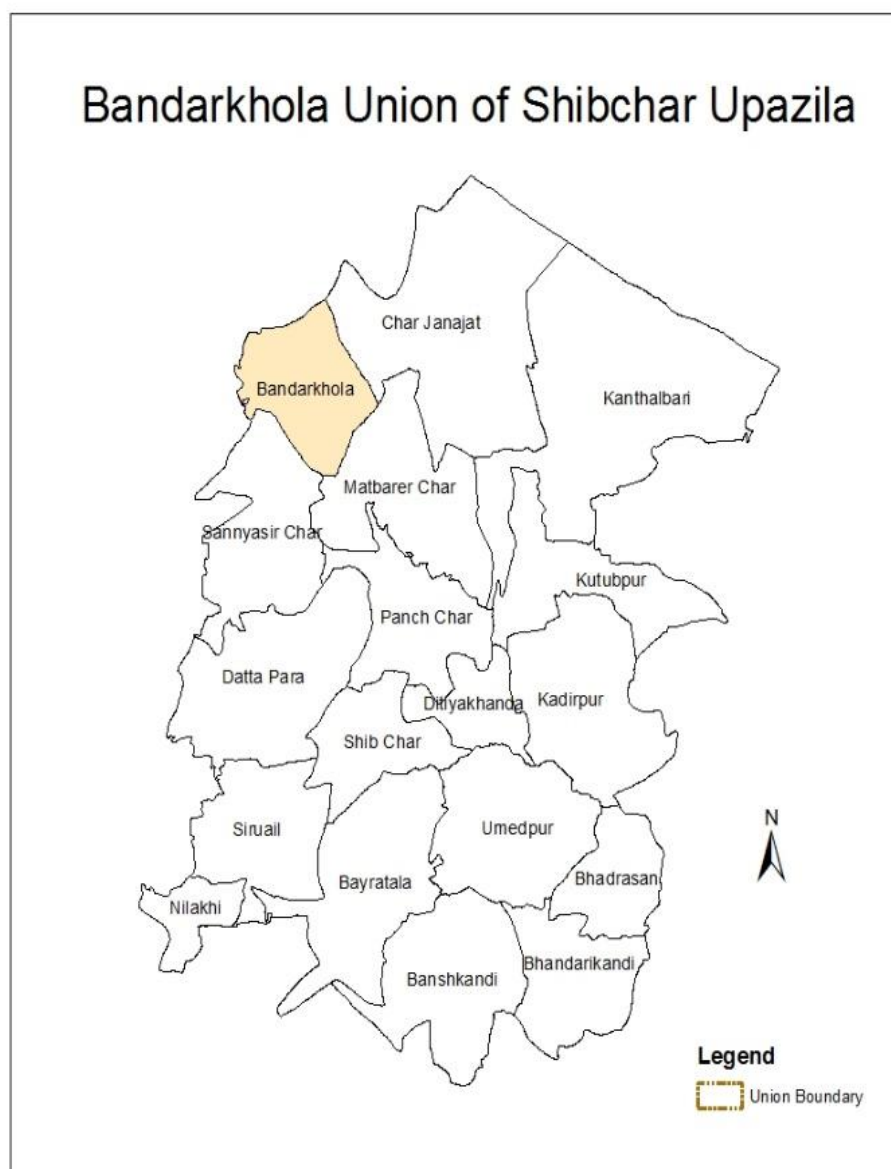 Bandarkhola Union of Shibchar Upazila
Char Janajat
Bandarkhola
Kanthalbari
Matbarer Char
Sannyasir Char
Kutubpur
Panch Char
Datta Para
Kadirpur
Ditiyakhanda
Shib Char
N
Siruail
Umedpur
Bayratala
Bhadrasan
Nilakhi
Bhandarikandi
Banshkandi
Legend
Union Boundary